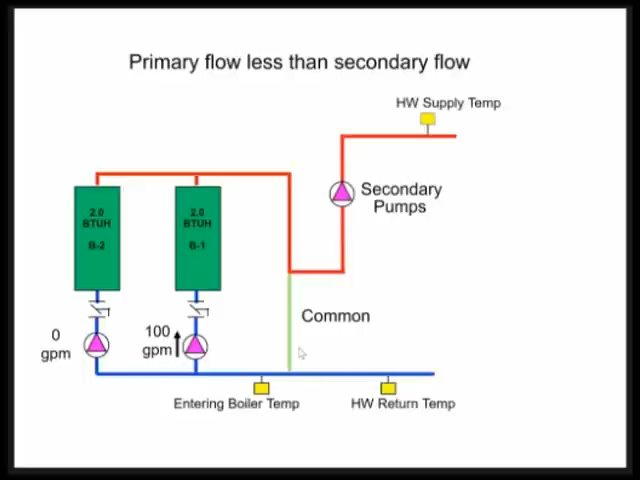 Primary flow less than secondary flow
HW Supply Temp
Secondary
Pumps
2.0
BTUH
B-2
2.0
BTUH
B-1
Common
0
gpm
100
gpm
Entering Boiler Temp
HW Return Temp